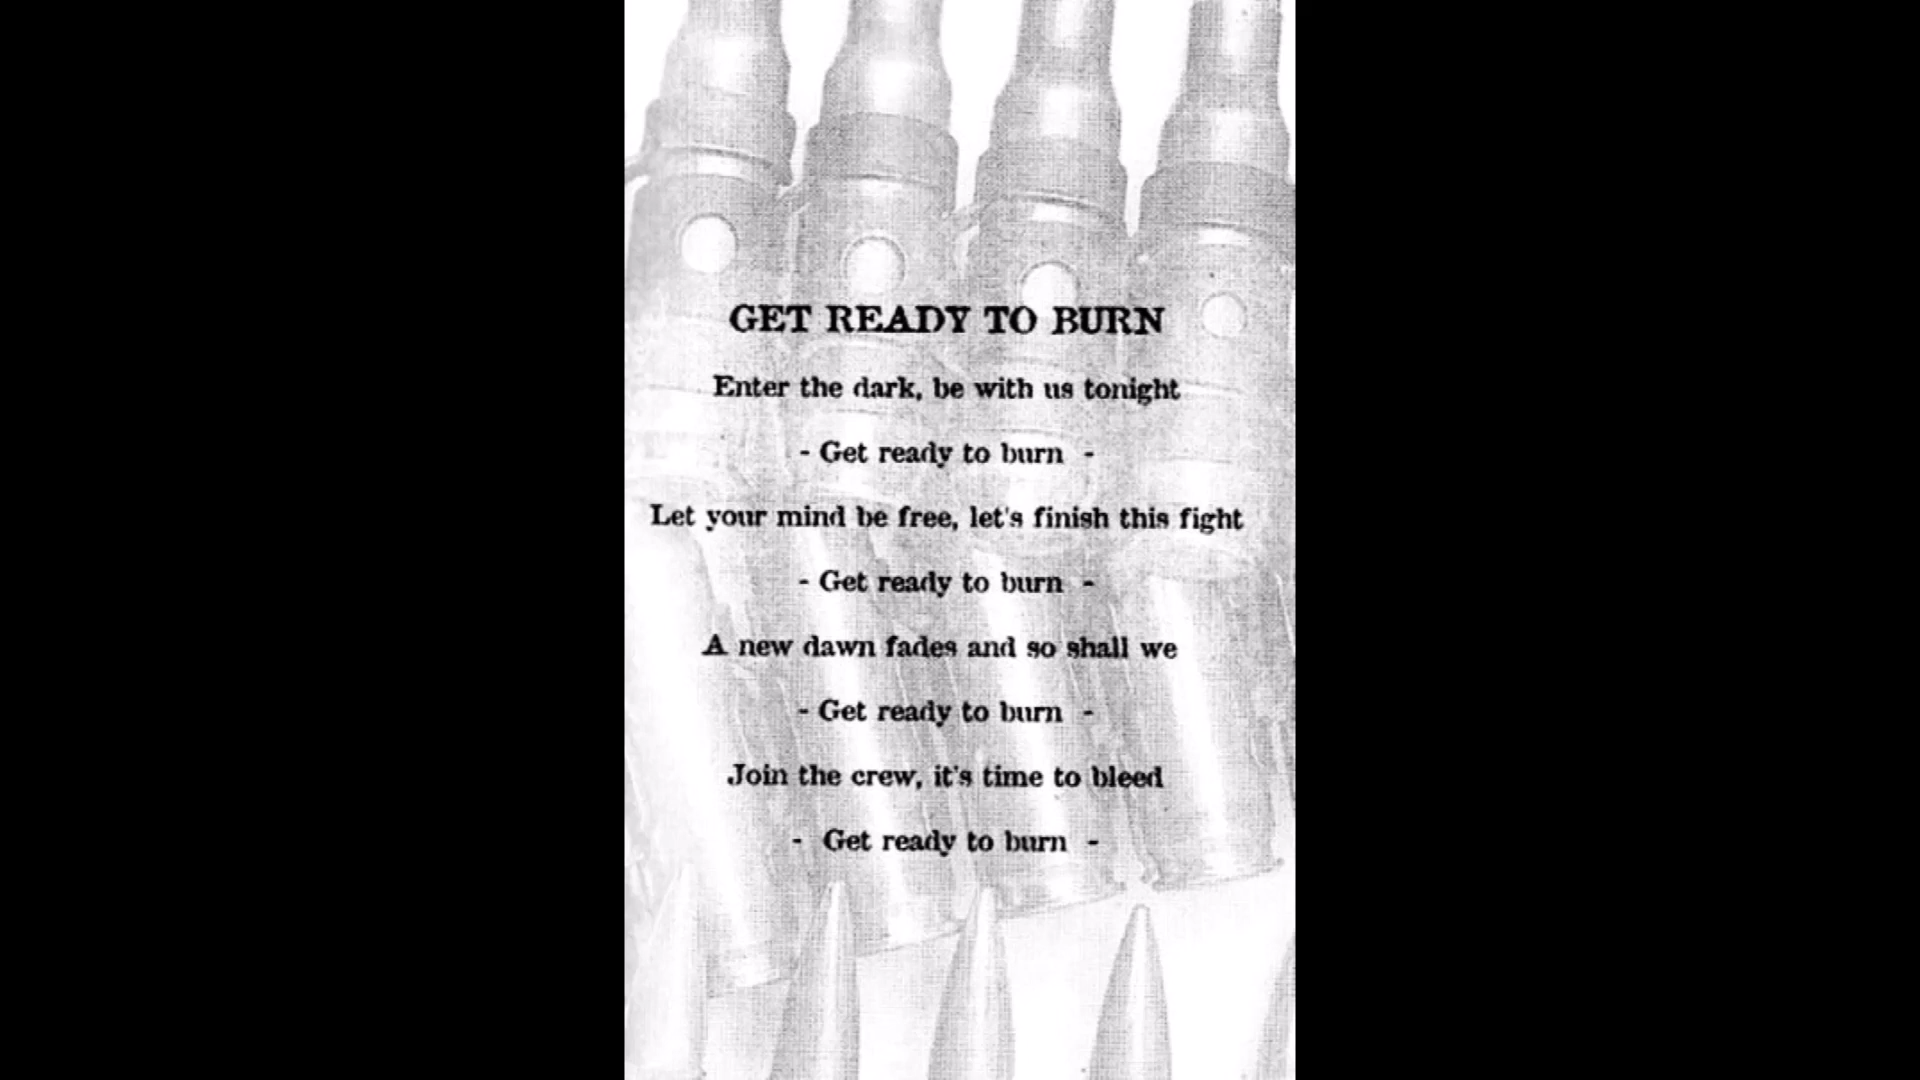 GET READY TO BURN
Enter the dark, be with us tonight
- Get ready to burn -
Let your mind be free, let's finish this fight
- Get ready to burn -
A new dawn fades and so shall we
- Get ready to burn -
Join the crew, it's time to bleed
- Get ready to burn -